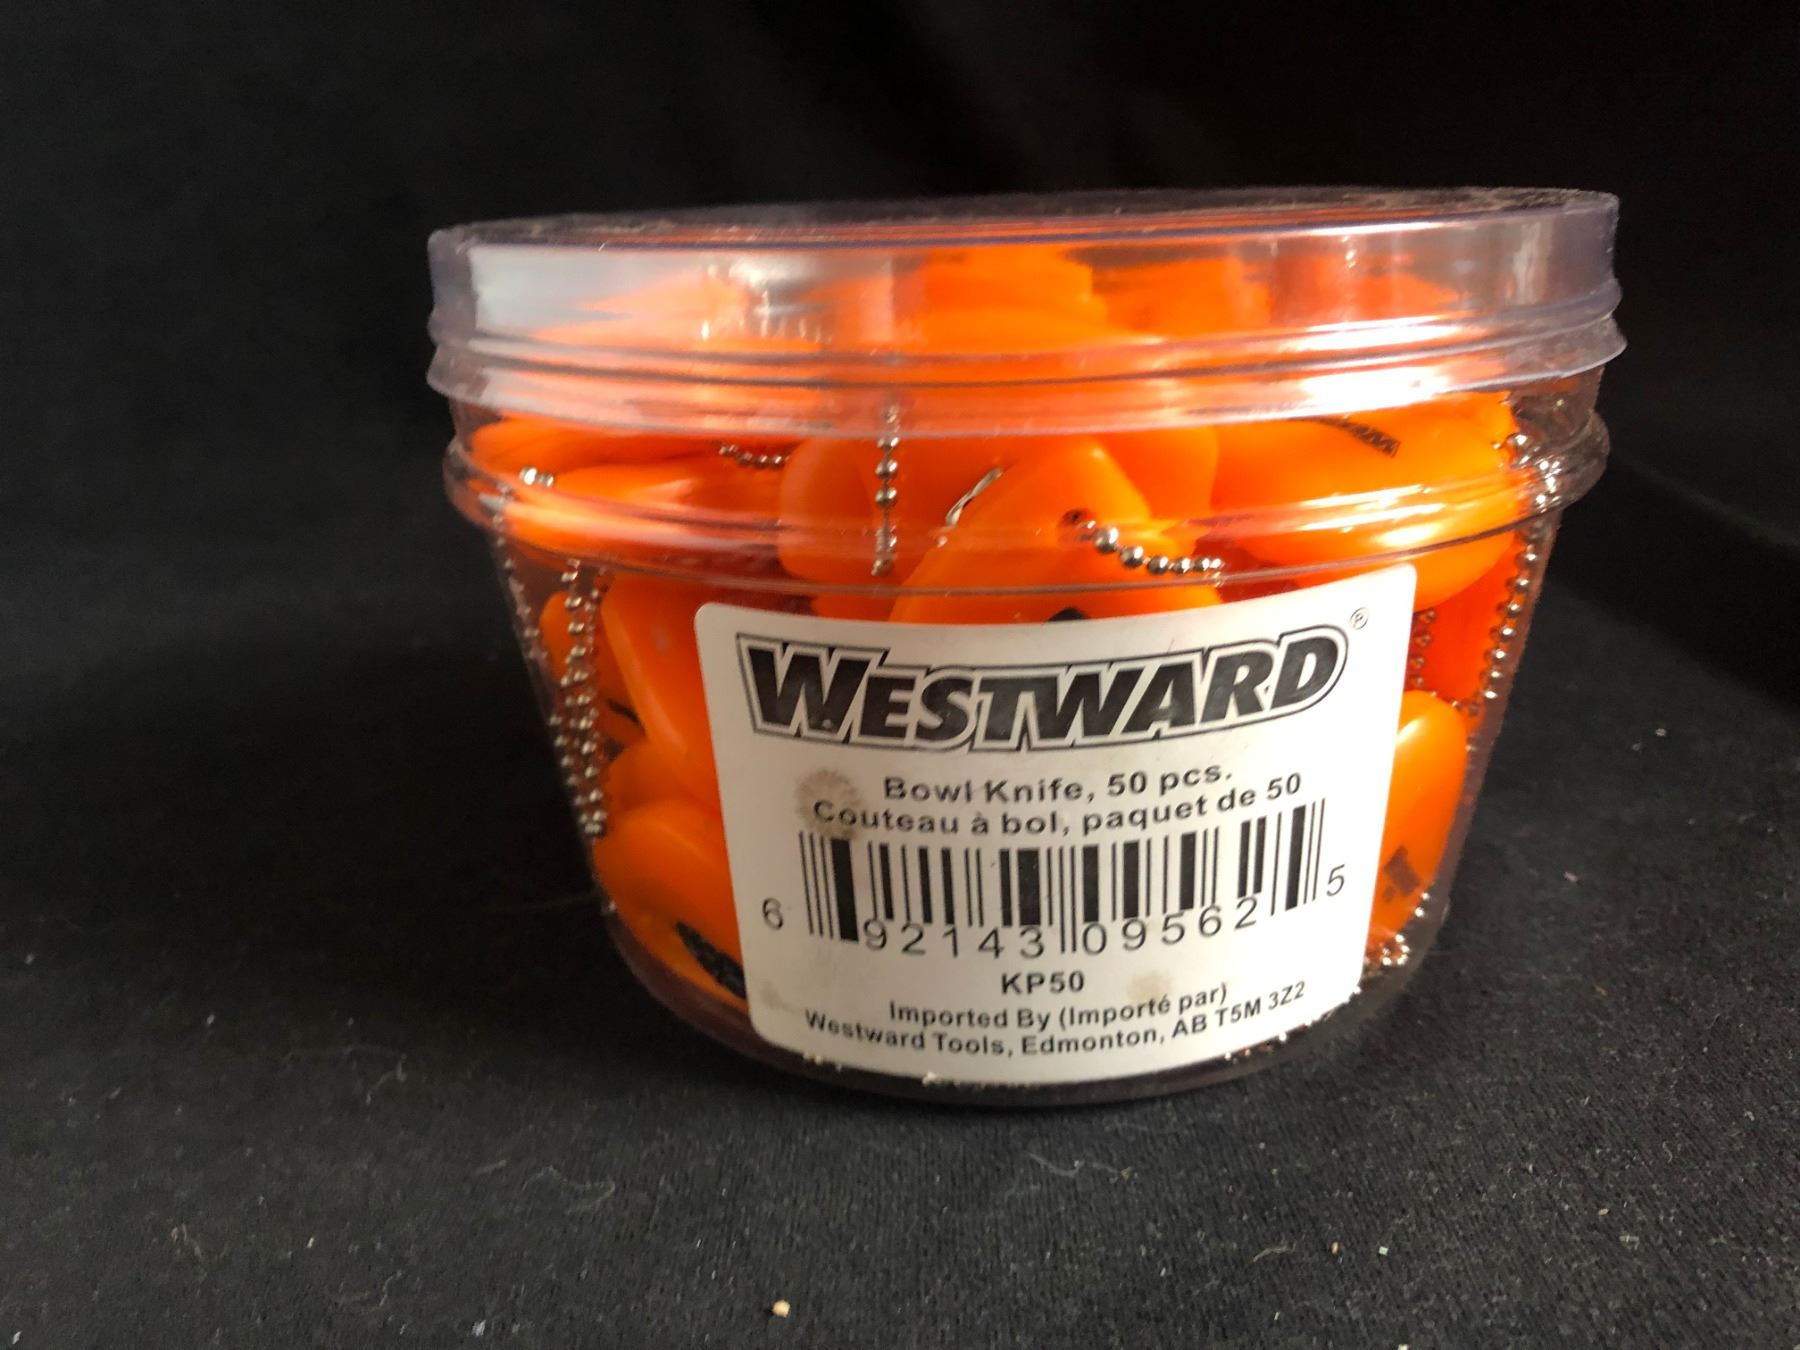 WESTWARD®
Bowl Knife, 50 pcs.
Couteau à bol, paquet de 50
6 92143 09562 5
KP50
Imported By (Importé par)
Westward Tools, Edmonton, AB T5M 3Z2